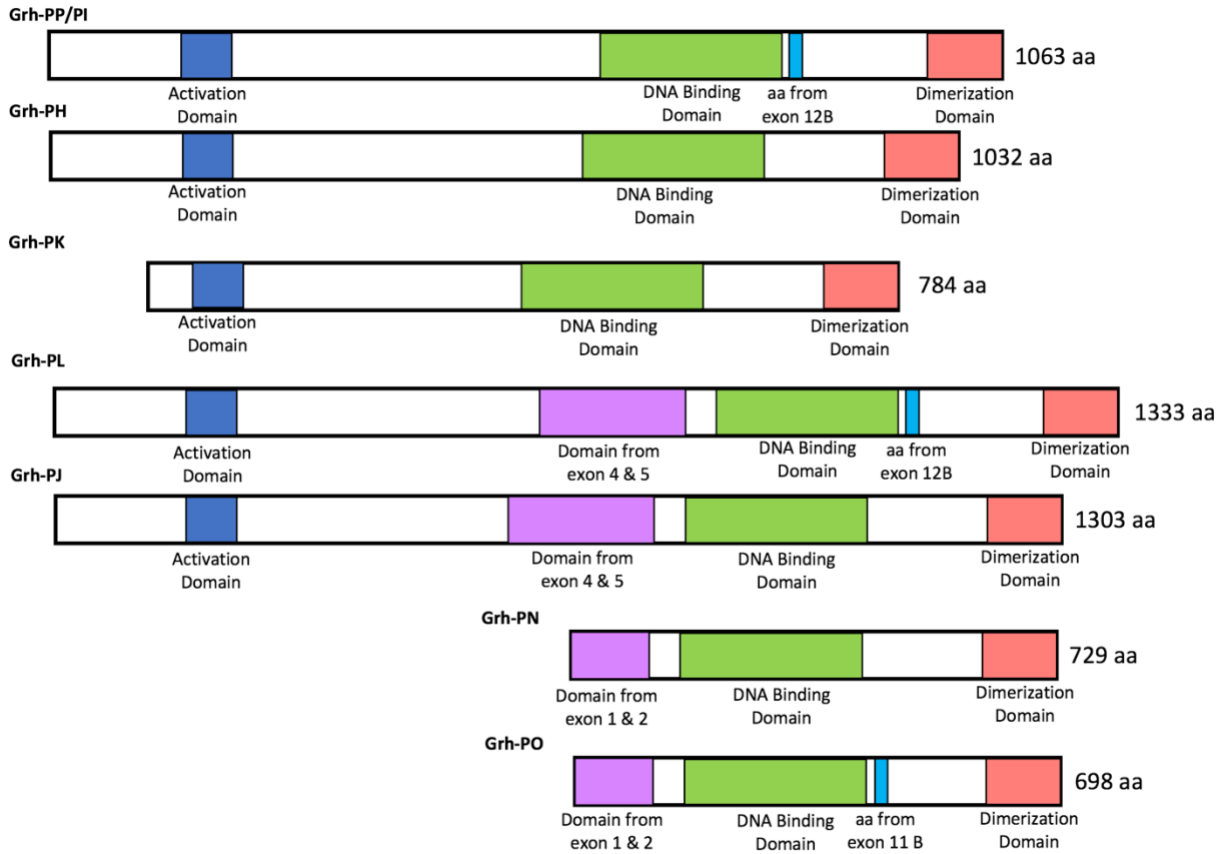 Grh-PP/PI
1063 aa
Activation
Domain
DNA Binding
Domain
aa from
exon 12B
Dimerization
Domain
Grh-PH
1032 aa
Activation
Domain
DNA Binding
Domain
Dimerization
Domain
Grh-PK
784 aa
Activation
Domain
DNA Binding
Domain
Dimerization
Domain
Grh-PL
1333 aa
Activation
Domain
Domain from
exon 4 & 5
DNA Binding
Domain
aa from
exon 12B
Dimerization
Domain
Grh-PJ
1303 aa
Activation
Domain
Domain from
exon 4 & 5
DNA Binding
Domain
Dimerization
Domain
Grh-PN
729 aa
Domain from
exon 1 & 2
DNA Binding
Domain
Dimerization
Domain
Grh-PO
698 aa
Domain from
exon 1 & 2
DNA Binding
Domain
aa from
exon 11 B
Dimerization
Domain